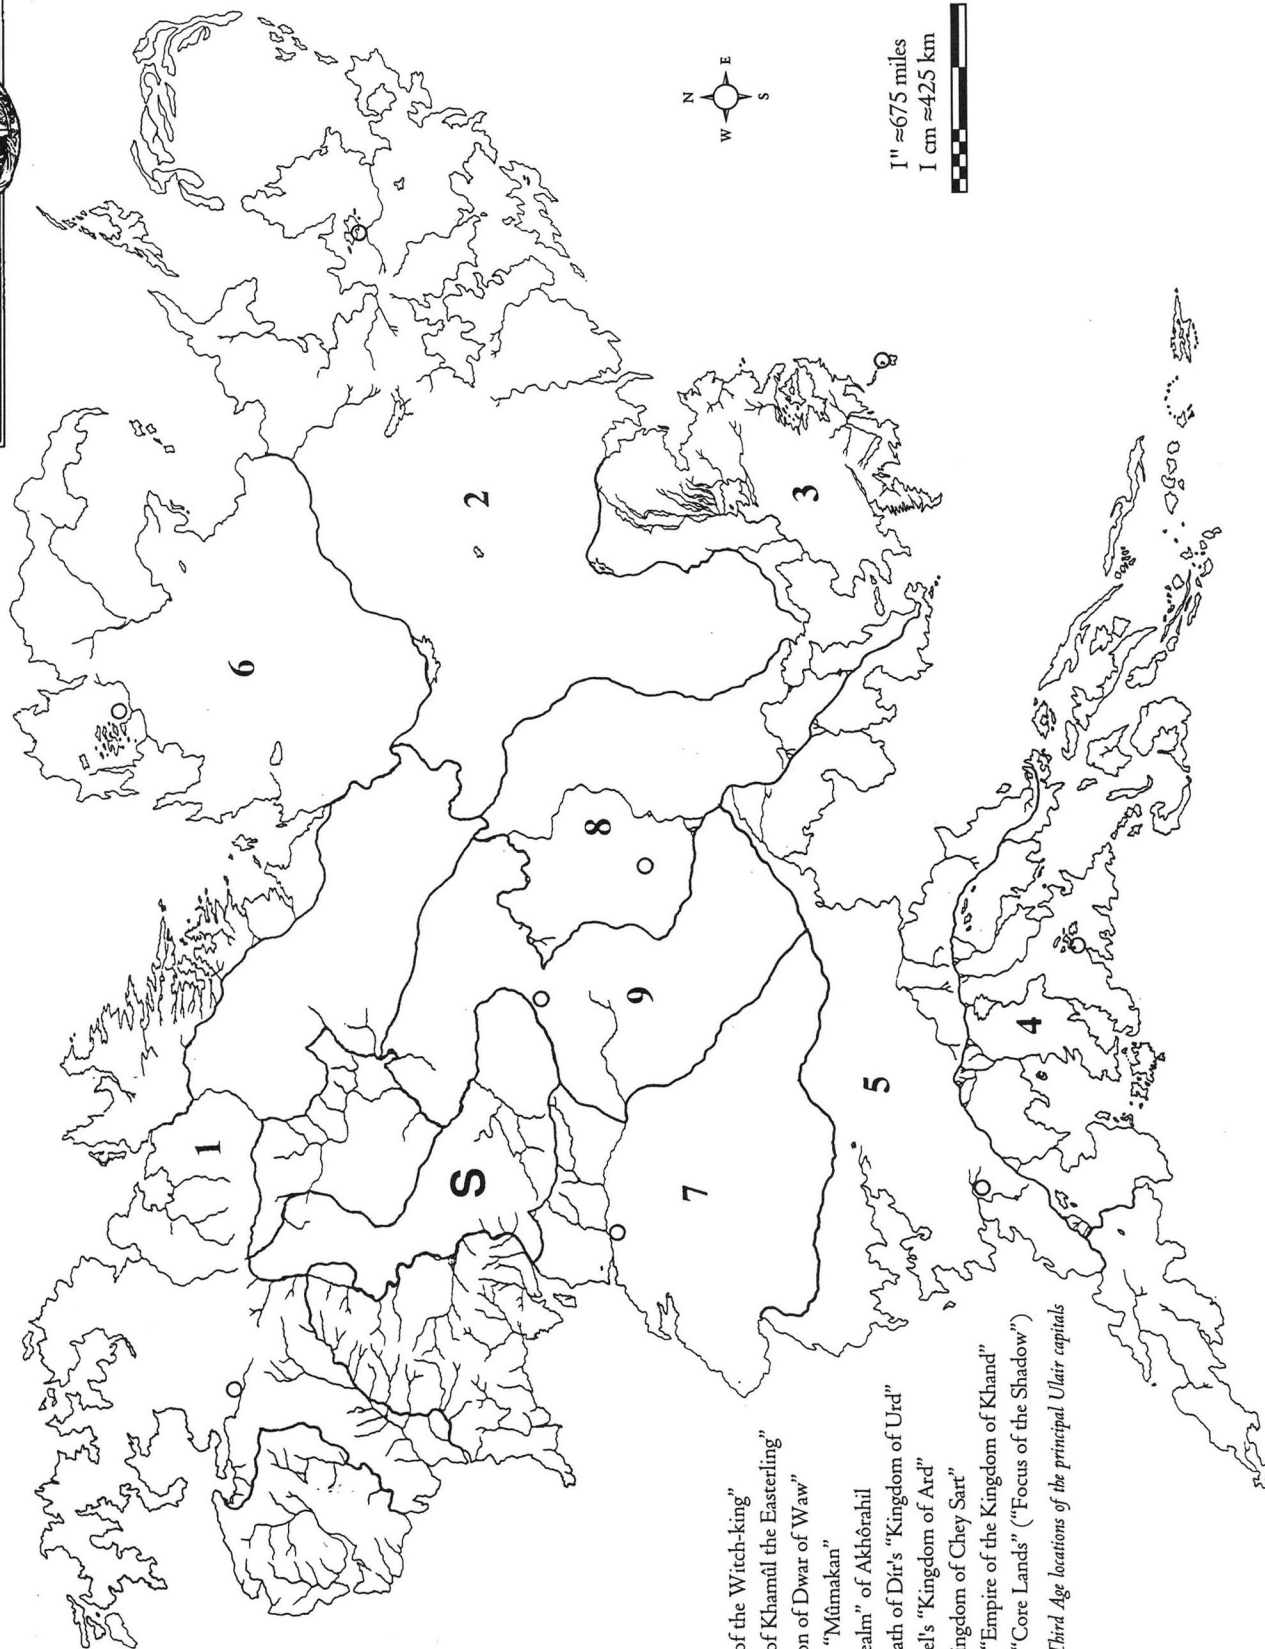 1
2
3
4
5
6
7
8
9
S
N
W
E
S
1" ≈675 miles
1 cm ≈425 km
of the Witch-king"
of Khamûl the Easterling"
on of Dwar of Waw"
"Mûmakan"
ealm" of Akhôrahil
ath of Dír's "Kingdom of Urd"
el's "Kingdom of Ard"
ngdom of Chey Sart"
"Empire of the Kingdom of Khand"
"Core Lands" ("Focus of the Shadow")
Third Age locations of the principal Ulair capitals